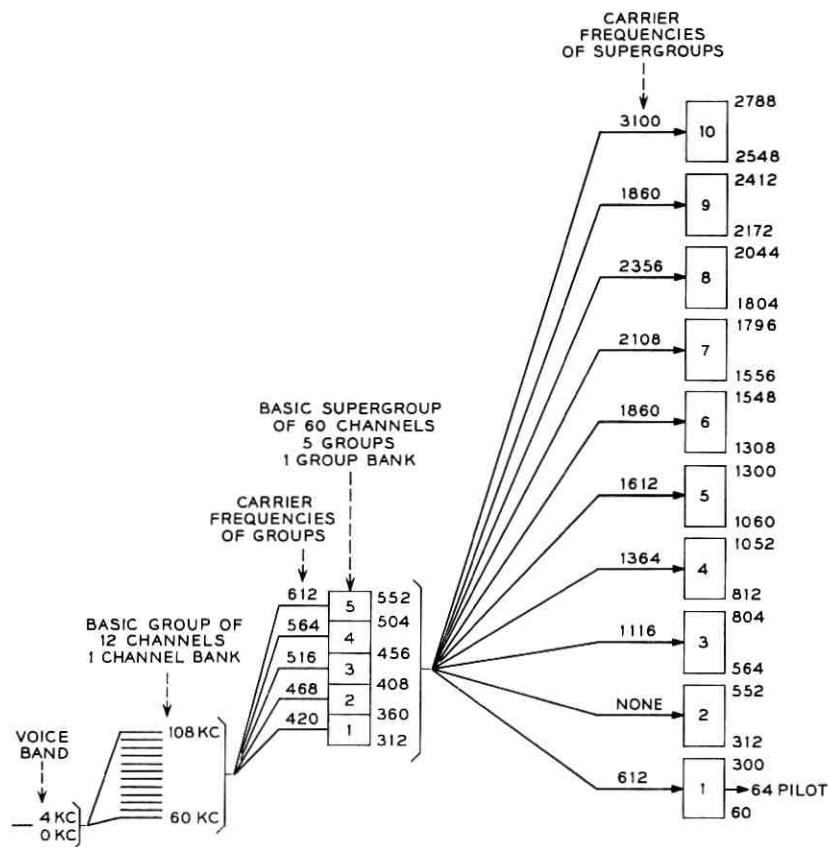 CARRIER
FREQUENCIES
OF SUPERGROUPS
3100
10
2788
2548
1860
9
2412
2172
2356
8
2044
1804
2108
7
1796
1556
1860
6
1548
1308
1612
5
1300
1060
1364
4
1052
812
1116
3
804
564
NONE
2
552
312
612
1
300
64 PILOT
60
BASIC SUPERGROUP
OF 60 CHANNELS
5 GROUPS
1 GROUP BANK
CARRIER
FREQUENCIES
OF GROUPS
612
5
552
564
4
504
516
3
456
468
2
408
420
1
360
312
BASIC GROUP OF
12 CHANNELS
1 CHANNEL BANK
108 KC
60 KC
VOICE
BAND
4 KC
0 KC